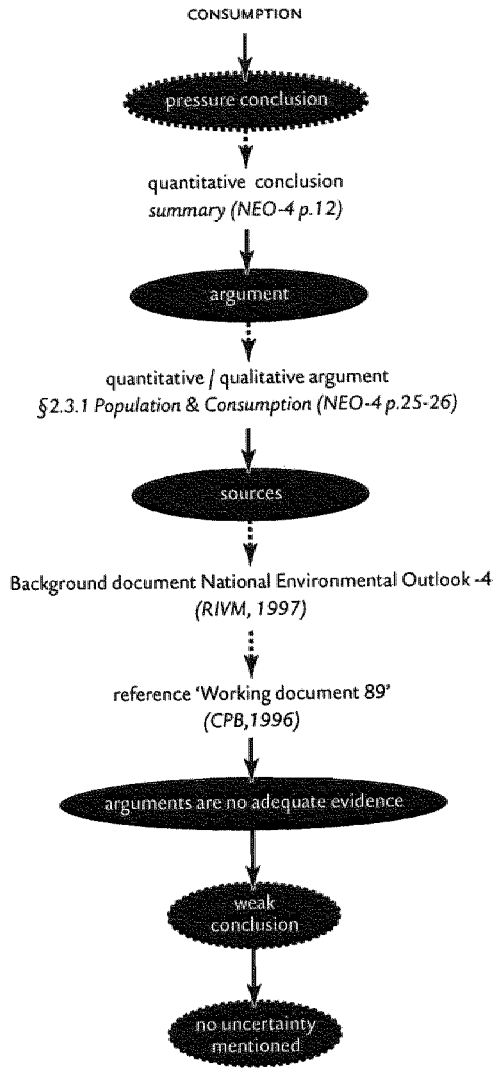 CONSUMPTION
pressure conclusion
quantitative conclusion
summary (NEO-4 p.12)
argument
quantitative / qualitative argument
§2.3.1 Population & Consumption (NEO-4 p.25-26)
sources
Background document National Environmental Outlook -4
(RIVM, 1997)
reference ‘Working document 89’
(CPB,1996)
arguments are no adequate evidence
weak
conclusion
no uncertainty
mentioned